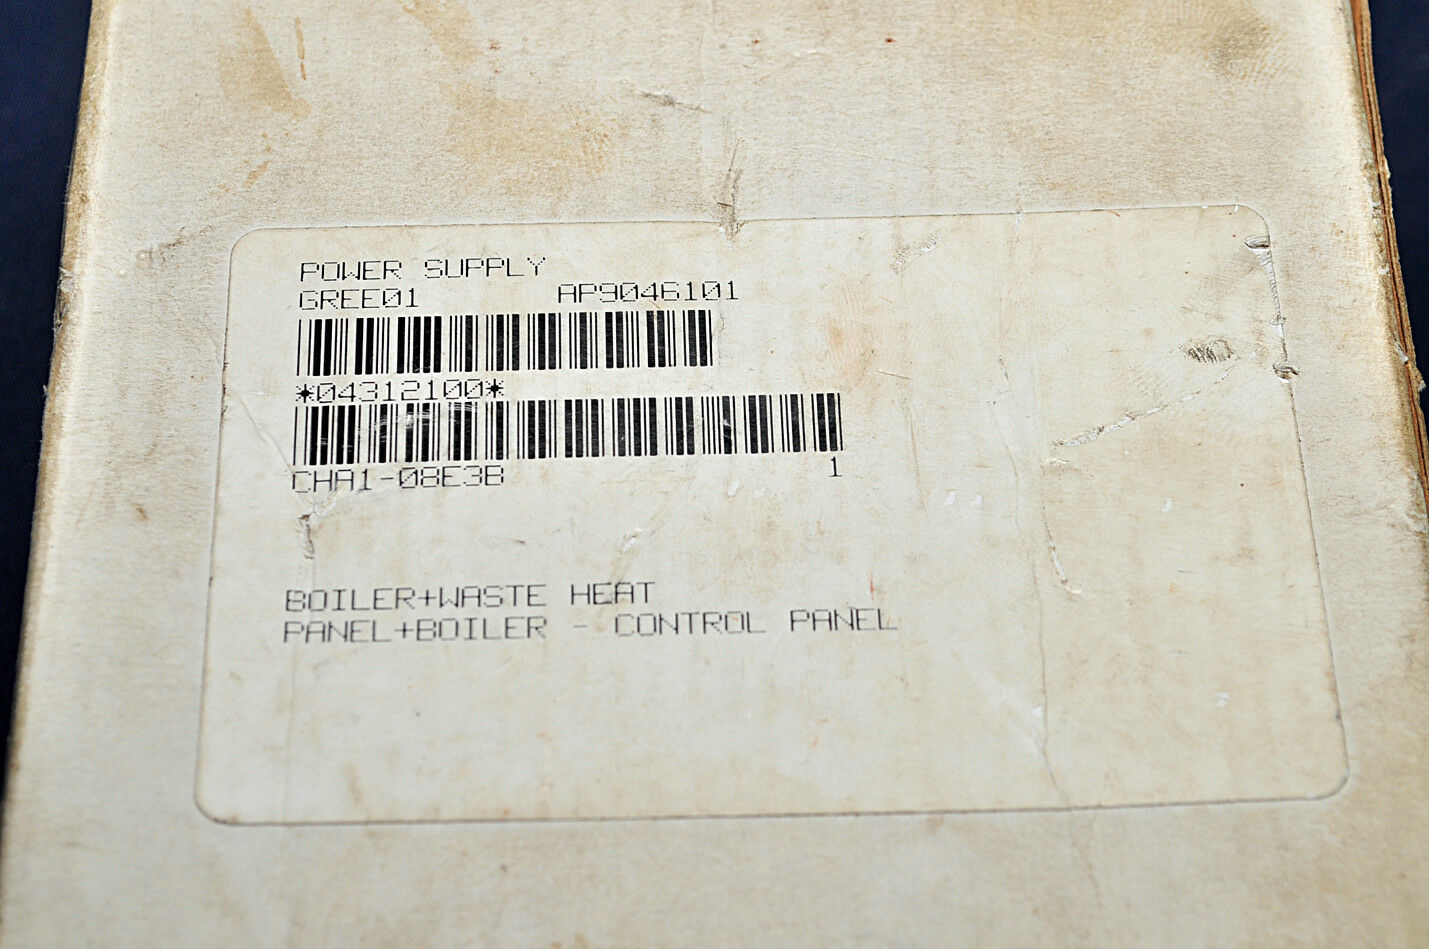 POWER SUPPLY
GREE01 AP9046101
*04312100*
CHA1-08E3B 1
BOILER+WASTE HEAT
PANEL+BOILER - CONTROL PANEL